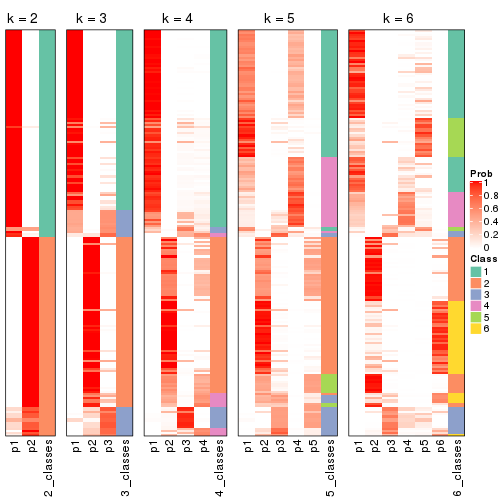 k = 2
k = 3
k = 4
k = 5
k = 6
Prob
1
0.8
0.6
0.4
0.2
0
Class
1
2
3
4
5
6
p1
p2
2_classes
p1
p2
p3
3_classes
p1
p2
p3
p4
4_classes
p1
p2
p3
p4
p5
5_classes
p1
p2
p3
p4
p5
p6
6_classes